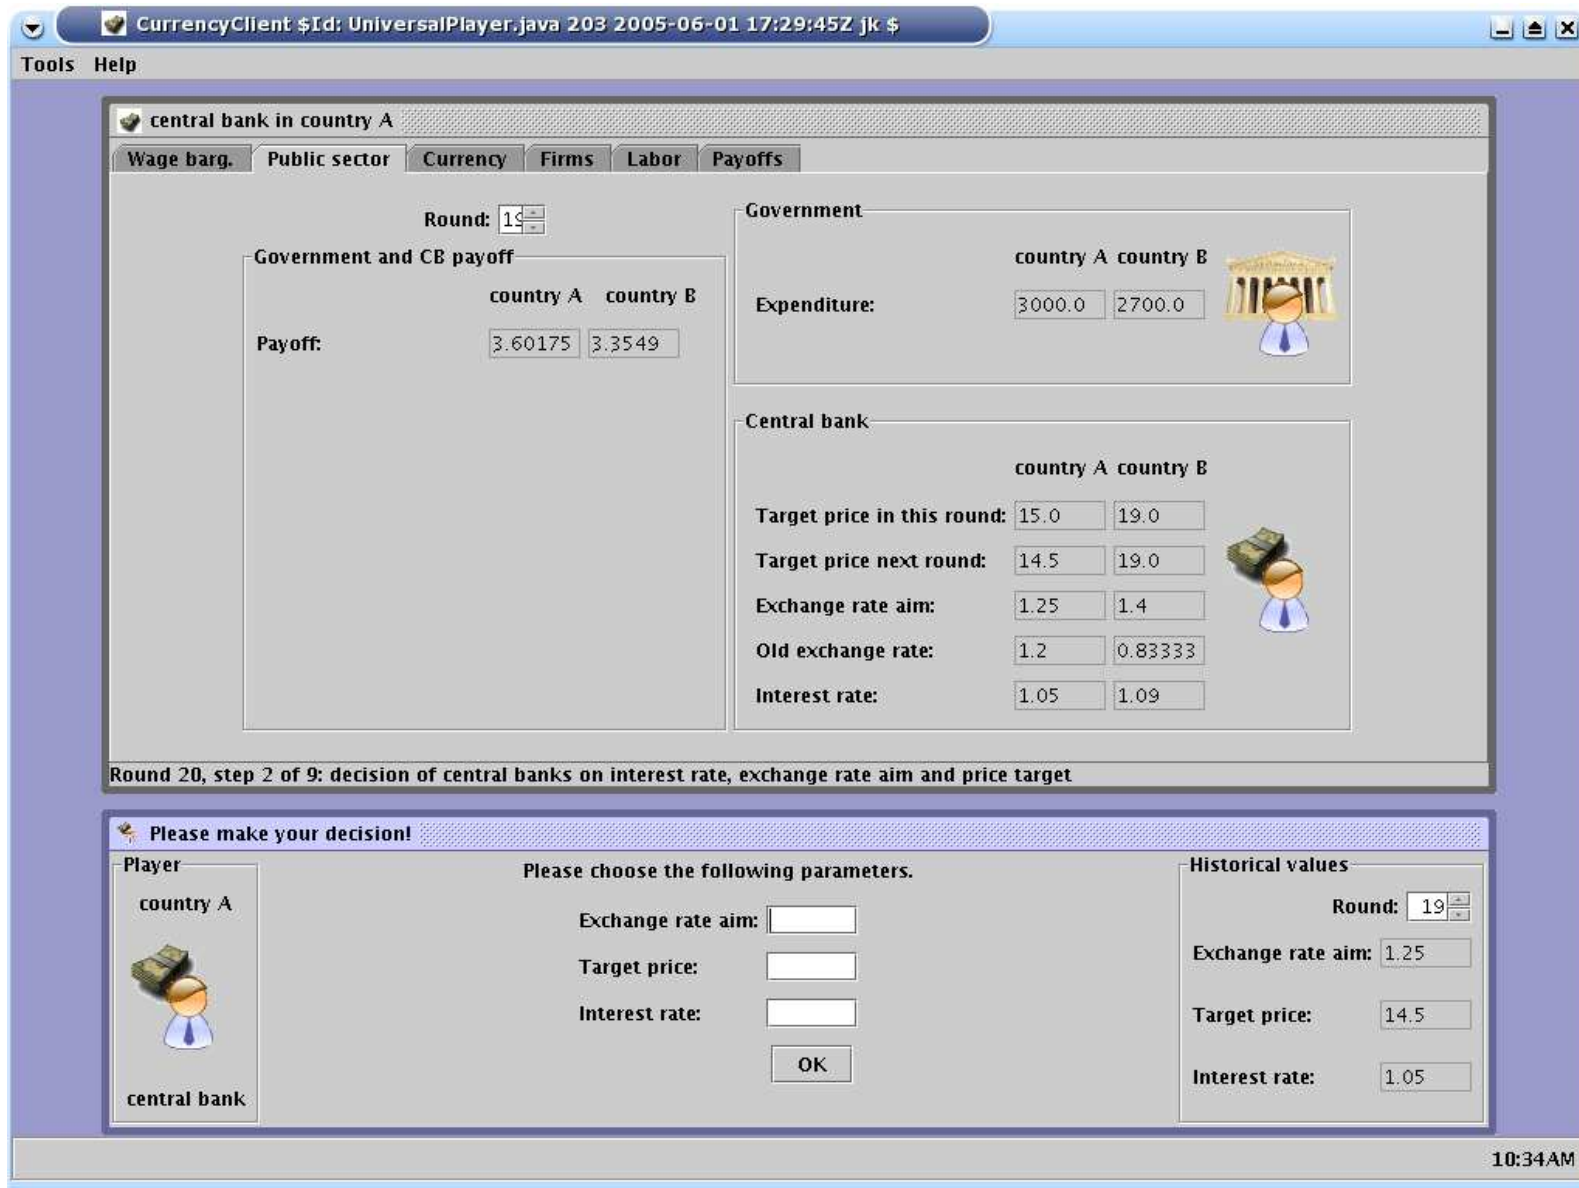 CurrencyClient $Id: UniversalPlayer.java 203 2005-06-01 17:29:45Z jk $
Tools Help
central bank in country A
Wage barg. Public sector Currency Firms Labor Payoffs
Round: 19
Government and CB payoff
country A country B
Payoff: 3.60175 3.3549
Government
country A country B
Expenditure: 3000.0 2700.0
Central bank
country A country B
Target price in this round: 15.0 19.0
Target price next round: 14.5 19.0
Exchange rate aim: 1.25 1.4
Old exchange rate: 1.2 0.83333
Interest rate: 1.05 1.09
Round 20, step 2 of 9: decision of central banks on interest rate, exchange rate aim and price target
Please make your decision!
Player
country A
central bank
Please choose the following parameters.
Exchange rate aim:
Target price:
Interest rate:
OK
Historical values
Round: 19
Exchange rate aim: 1.25
Target price: 14.5
Interest rate: 1.05
10:34AM